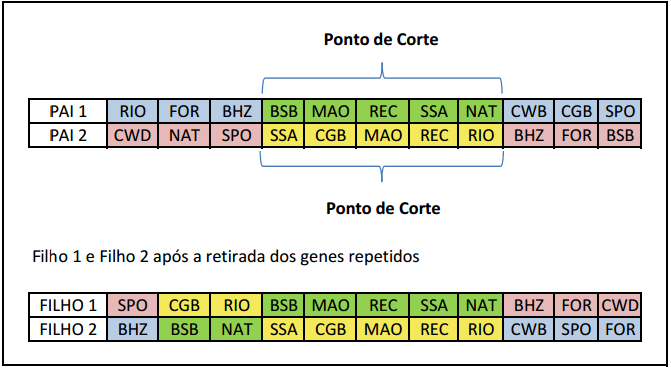 Ponto de Corte
PAI 1 RIO FOR BHZ BSB MAO REC SSA NAT CWB CGB SPO
PAI 2 CWD NAT SPO SSA CGB MAO REC RIO BHZ FOR BSB
Ponto de Corte
Filho 1 e Filho 2 após a retirada dos genes repetidos
FILHO 1 SPO CGB RIO BSB MAO REC SSA NAT BHZ FOR CWD
FILHO 2 BHZ BSB NAT SSA CGB MAO REC RIO CWB SPO FOR